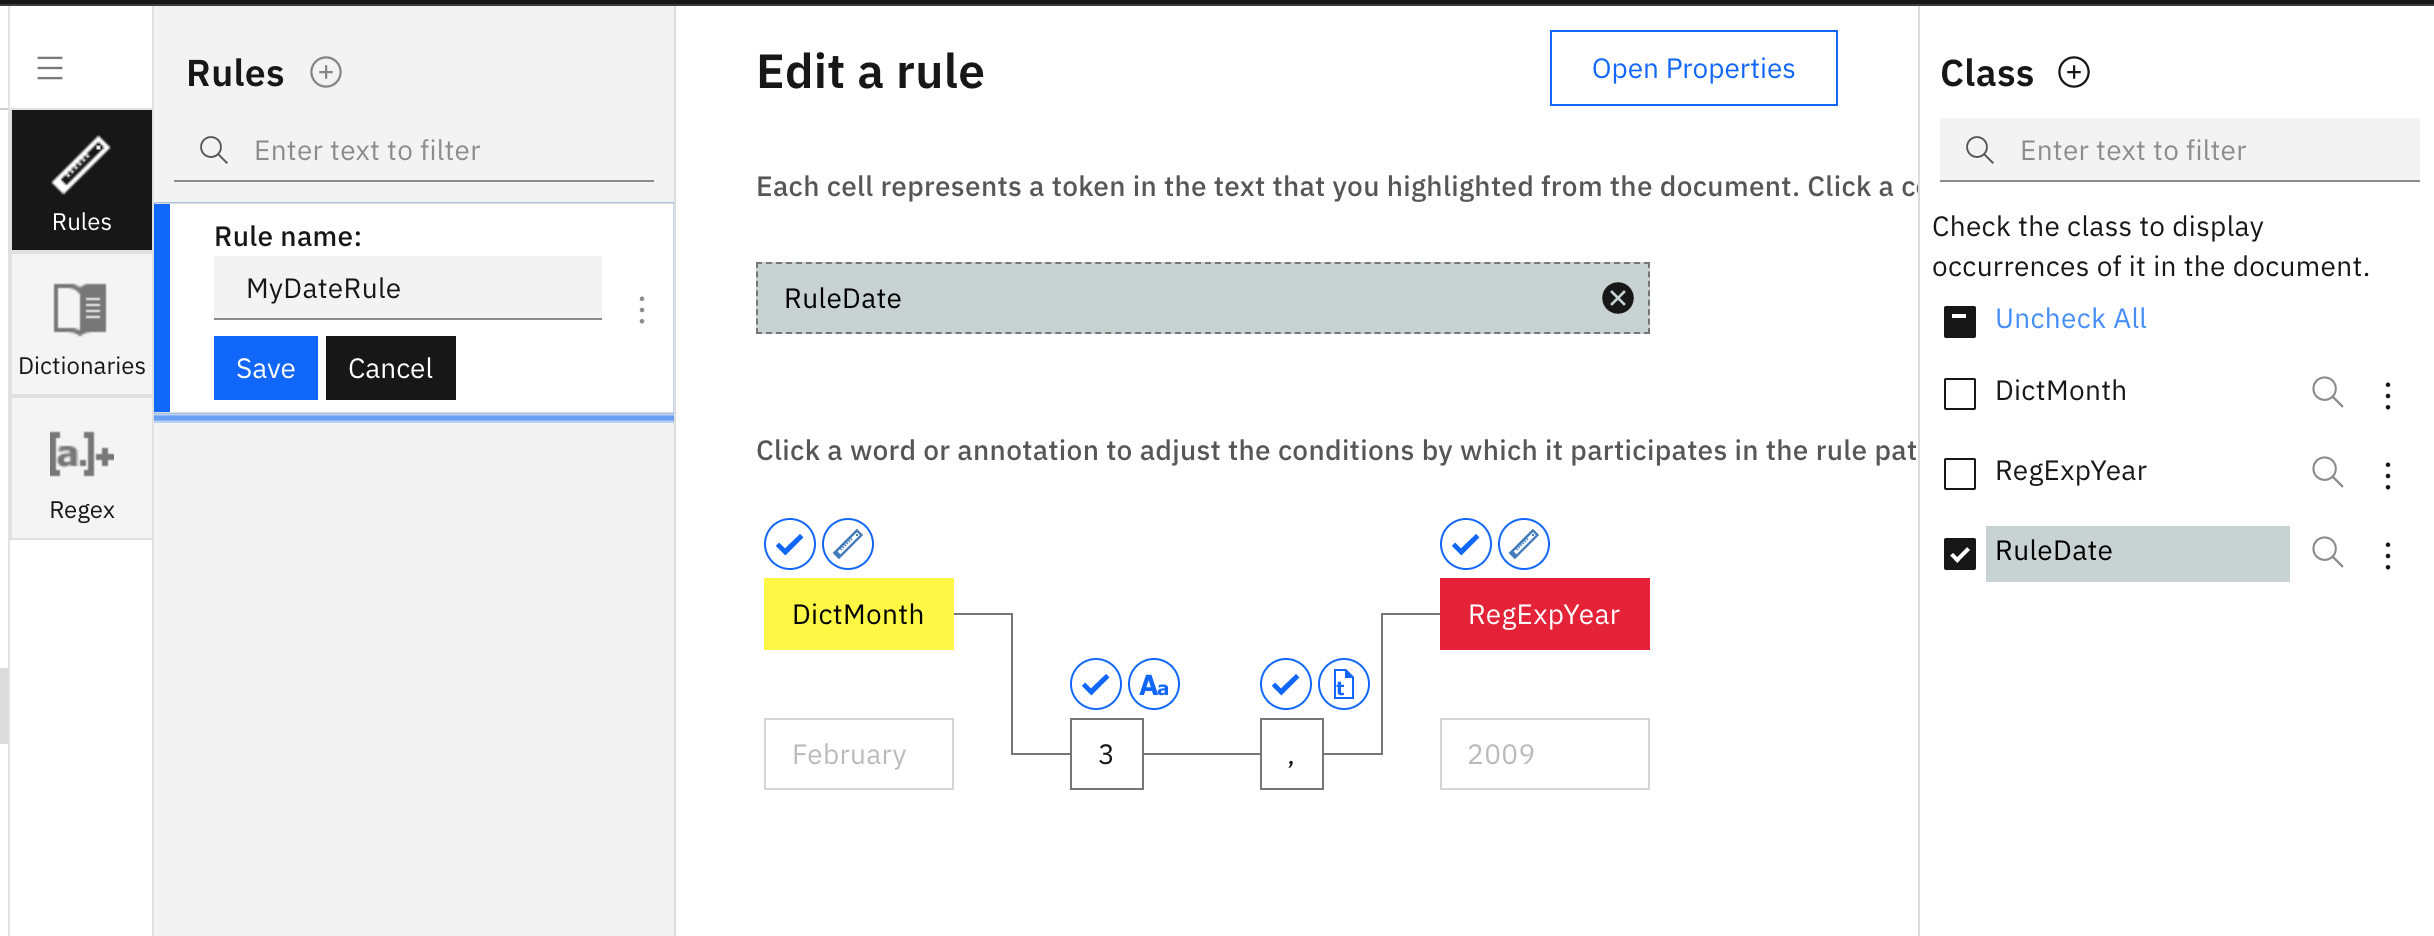 Rules
Dictionaries
[a.]+
Regex
Rules
Enter text to filter
Rule name:
MyDateRule
Save
Cancel
Edit a rule
Open Properties
Each cell represents a token in the text that you highlighted from the document. Click a c
RuleDate
Click a word or annotation to adjust the conditions by which it participates in the rule pat
DictMonth
RegExpYear
Aa
t
February
3
,
2009
Class
Enter text to filter
Check the class to display
occurrences of it in the document.
Uncheck All
DictMonth
RegExpYear
RuleDate